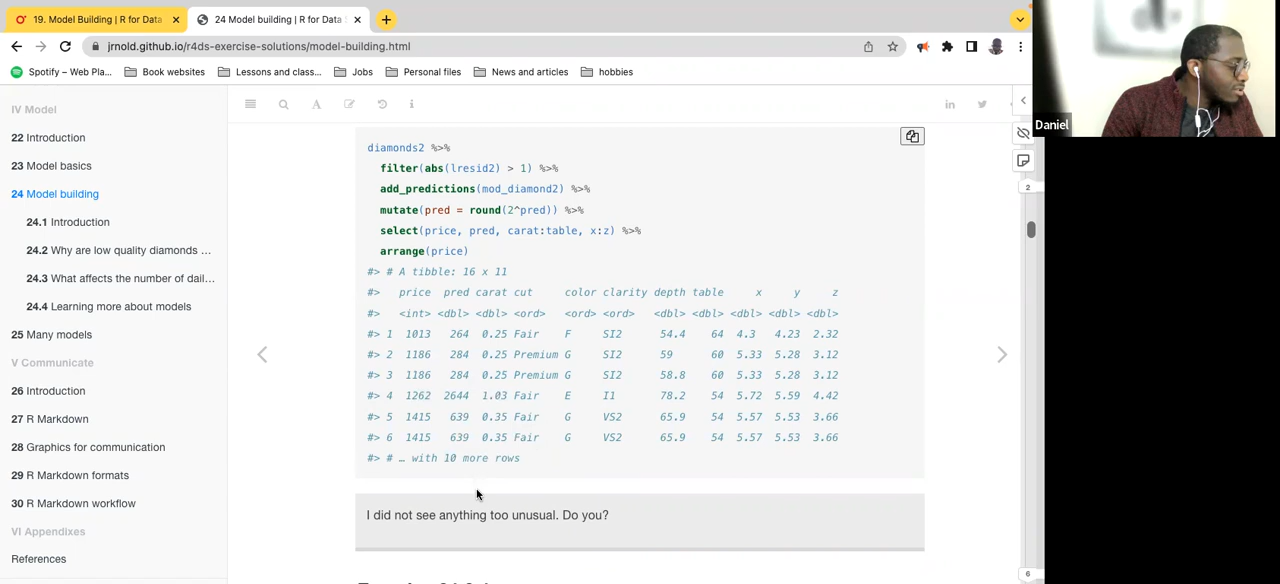 19. Model Building | R for Data
24 Model building | R for Data
jrnold.github.io/r4ds-exercise-solutions/model-building.html
Spotify – Web Pla...
Book websites
Lessons and class...
Jobs
Personal files
News and articles
hobbies
Daniel
IV Model
22 Introduction
23 Model basics
24 Model building
24.1 Introduction
24.2 Why are low quality diamonds ...
24.3 What affects the number of dail...
24.4 Learning more about models
25 Many models
V Communicate
26 Introduction
27 R Markdown
28 Graphics for communication
29 R Markdown formats
30 R Markdown workflow
VI Appendixes
References
diamonds2 %>%
filter(abs(lresid2) > 1) %>%
add_predictions(mod_diamond2) %>%
mutate(pred = round(2^pred)) %>%
select(price, pred, carat:table, x:z) %>%
arrange(price)
#> # A tibble: 16 x 11
#> price pred carat cut color clarity depth table x y z
#> <int> <dbl> <dbl> <ord> <ord> <ord> <dbl> <dbl> <dbl> <dbl> <dbl>
#> 1 1013 264 0.25 Fair F SI2 54.4 64 4.3 4.23 2.32
#> 2 1186 284 0.25 Premium G SI2 59 60 5.33 5.28 3.12
#> 3 1186 284 0.25 Premium G SI2 58.8 60 5.33 5.28 3.12
#> 4 1262 2644 1.03 Fair E I1 78.2 54 5.72 5.59 4.42
#> 5 1415 639 0.35 Fair G VS2 65.9 54 5.57 5.53 3.66
#> 6 1415 639 0.35 Fair G VS2 65.9 54 5.57 5.53 3.66
#> # … with 10 more rows
I did not see anything too unusual. Do you?
2
6